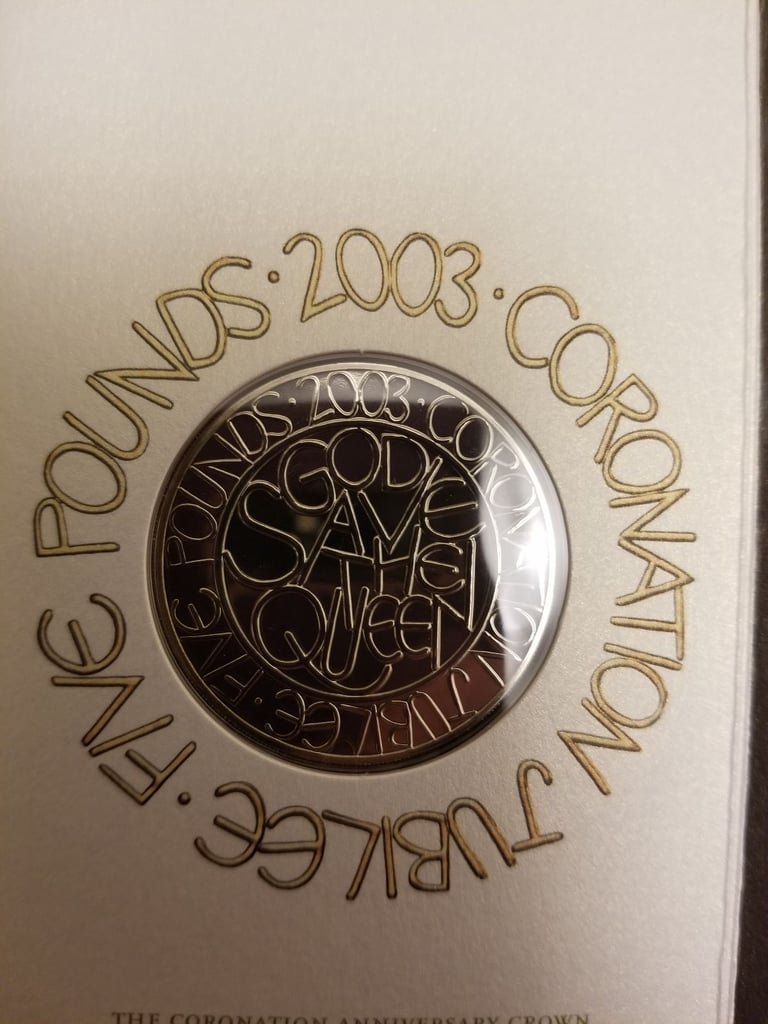 FIVE POUNDS · 2003 · CORONATION JUBILEE ·
FIVE POUNDS · 2003 · CORONATION JUBILEE ·
GOD
SAVE
THE
QUEEN
THE CORONATION ANNIVERSARY CROWN